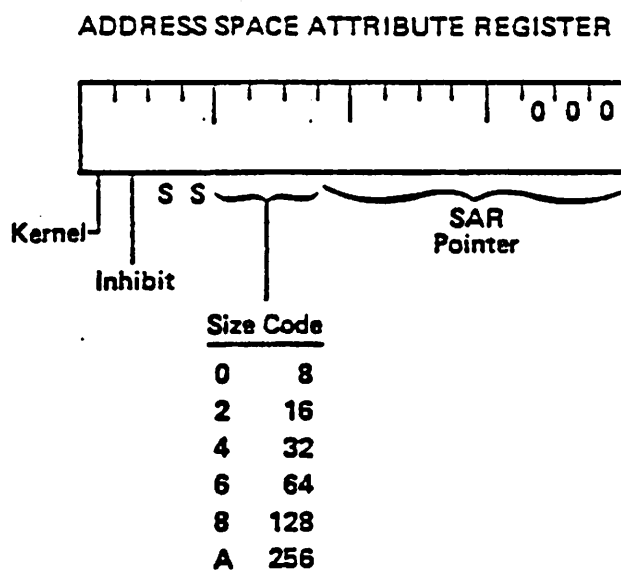 ADDRESS SPACE ATTRIBUTE REGISTER
0 0 0
S S
Kernel
SAR
Pointer
Inhibit
Size Code
0 8
2 16
4 32
6 64
8 128
A 256